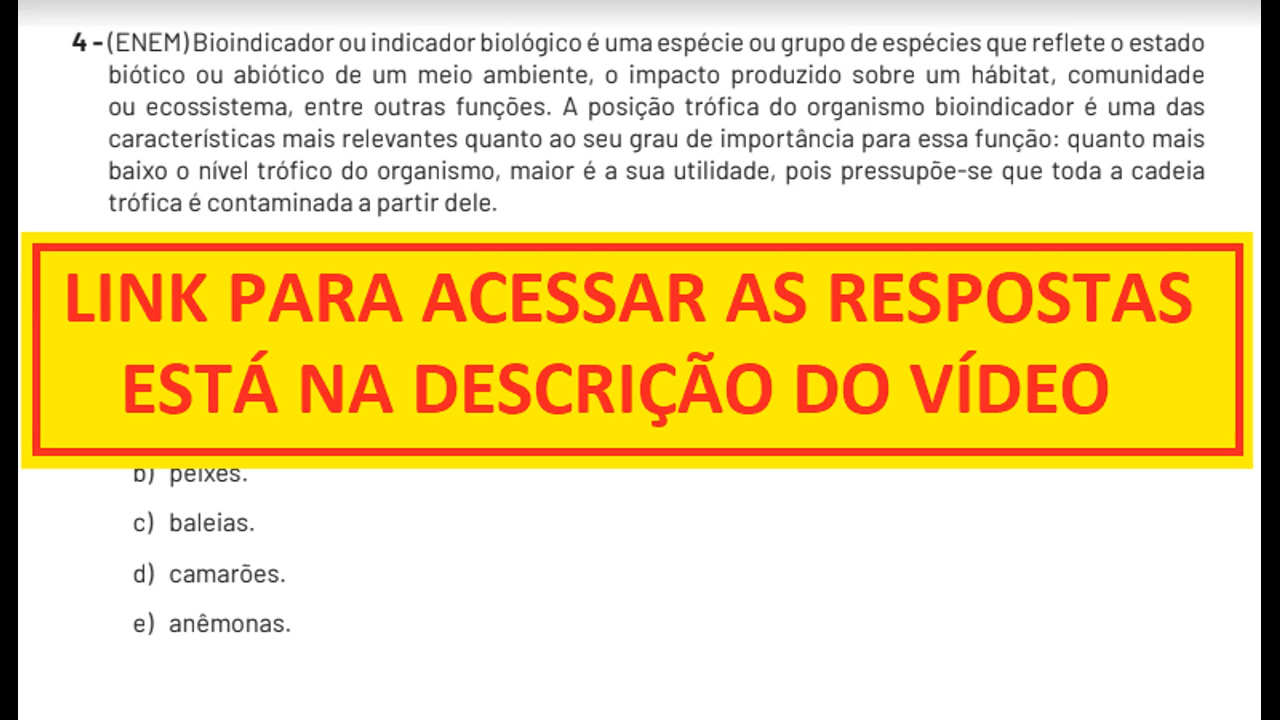 4 - (ENEM) Bioindicador ou indicador biológico é uma espécie ou grupo de espécies que reflete o estado
biótico ou abiótico de um meio ambiente, o impacto produzido sobre um hábitat, comunidade
ou ecossistema, entre outras funções. A posição trófica do organismo bioindicador é uma das
características mais relevantes quanto ao seu grau de importância para essa função: quanto mais
baixo o nível trófico do organismo, maior é a sua utilidade, pois pressupõe-se que toda a cadeia
trófica é contaminada a partir dele.
LINK PARA ACESSAR AS RESPOSTAS
ESTÁ NA DESCRIÇÃO DO VÍDEO
b) peixes.
c) baleias.
d) camarões.
e) anêmonas.